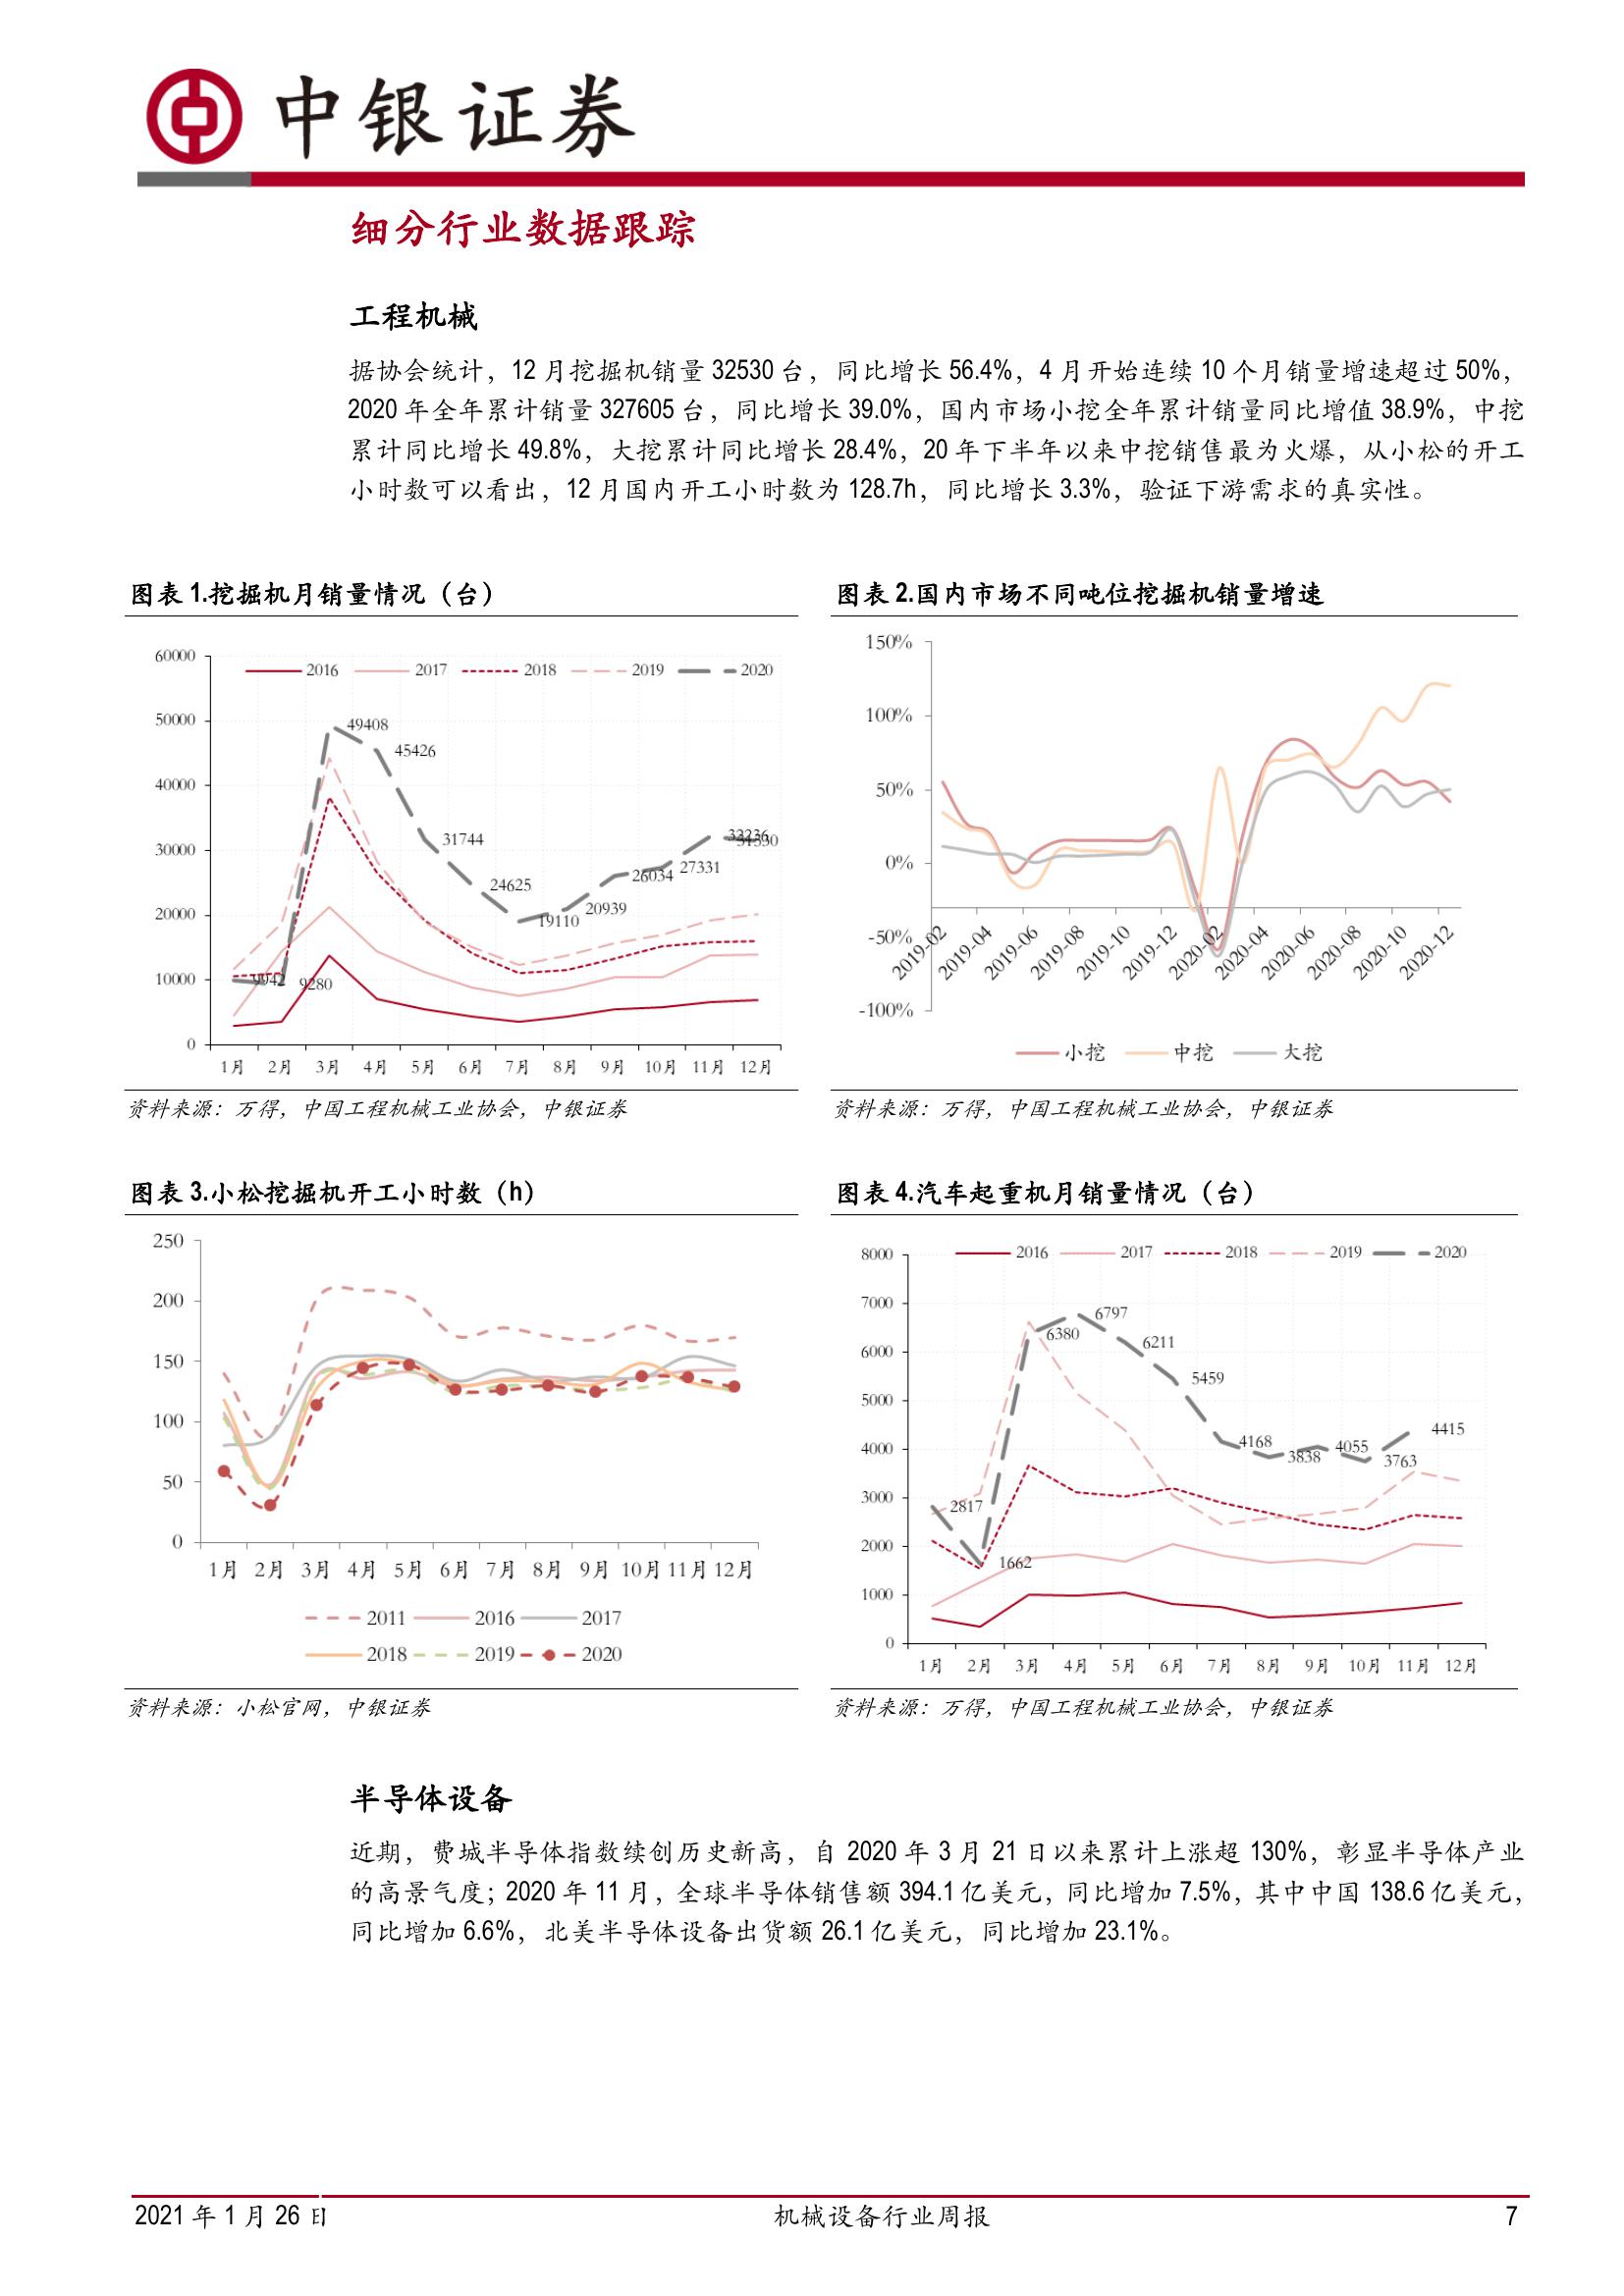 中银证券
细分行业数据跟踪
工程机械
据协会统计，12 月挖掘机销量 32530 台，同比增长 56.4%，4 月开始连续 10 个月销量增速超过 50%，
2020 年全年累计销量 327605 台，同比增长 39.0%，国内市场小挖全年累计销量同比增值 38.9%，中挖
累计同比增长 49.8%，大挖累计同比增长 28.4%，20 年下半年以来中挖销售最为火爆，从小松的开工
小时数可以看出，12 月国内开工小时数为 128.7h，同比增长 3.3%，验证下游需求的真实性。
图表 1.挖掘机月销量情况（台）
60000
50000
40000
30000
20000
10000
0
2016 2017 2018 2019 2020
9942 9280 49408 45426 31744 24625 19110 20939 26034 27331
1月 2月 3月 4月 5月 6月 7月 8月 9月 10月 11月 12月
资料来源：万得，中国工程机械工业协会，中银证券
图表 2.国内市场不同吨位挖掘机销量增速
150%
100%
50%
0%
-50%
-100%
2019-02 2019-04 2019-06 2019-08 2019-10 2019-12 2020-02 2020-04 2020-06 2020-08 2020-10 2020-12
小挖 中挖 大挖
资料来源：万得，中国工程机械工业协会，中银证券
图表 3.小松挖掘机开工小时数（h）
250
200
150
100
50
0
1月 2月 3月 4月 5月 6月 7月 8月 9月 10月 11月 12月
2011 2016 2017
2018 2019 2020
资料来源：小松官网，中银证券
图表 4.汽车起重机月销量情况（台）
8000
7000
6000
5000
4000
3000
2000
1000
0
2016 2017 2018 2019 2020
2817 1662 6380 6797 6211 5459 4168 3838 4055 3763 4415
1月 2月 3月 4月 5月 6月 7月 8月 9月 10月 11月 12月
资料来源：万得，中国工程机械工业协会，中银证券
半导体设备
近期，费城半导体指数续创历史新高，自 2020 年 3 月 21 日以来累计上涨超 130%，彰显半导体产业
的高景气度；2020 年 11 月，全球半导体销售额 394.1 亿美元，同比增加 7.5%，其中中国 138.6 亿美元，
同比增加 6.6%，北美半导体设备出货额 26.1 亿美元，同比增加 23.1%。
2021 年 1 月 26 日
机械设备行业周报
7